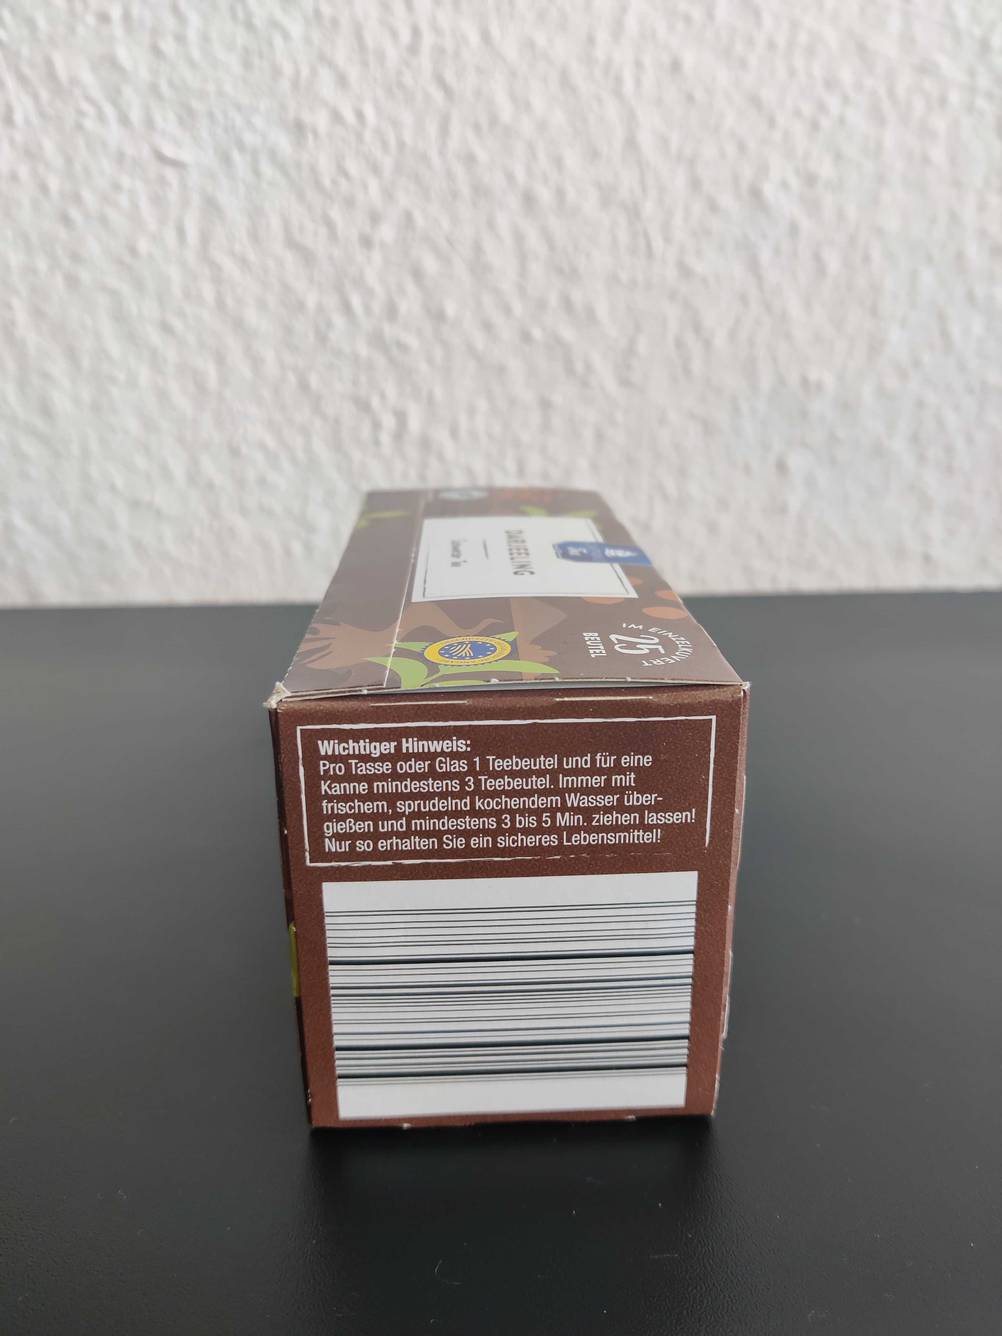 DARJEELING
25
BEUTEL
IM EINZELKUVERT
Wichtiger Hinweis:
Pro Tasse oder Glas 1 Teebeutel und für eine
Kanne mindestens 3 Teebeutel. Immer mit
frischem, sprudelnd kochendem Wasser über-
gießen und mindestens 3 bis 5 Min. ziehen lassen!
Nur so erhalten Sie ein sicheres Lebensmittel!